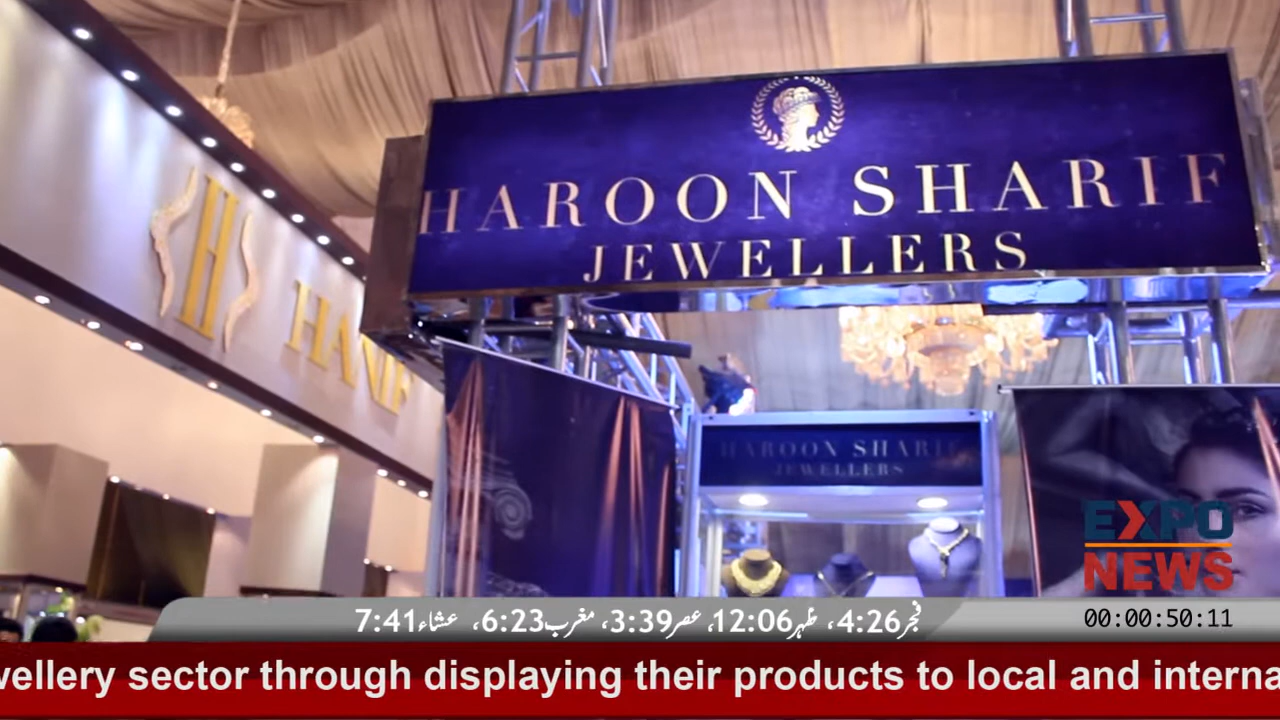 HAROON SHARIF
JEWELLERS
H
HANIF
HAROON SHARIF
JEWELLERS
EXPO
NEWS
00:00:50:11
فجر4:26، ظہر12:06، عصر3:39، مغرب6:23، عشاء7:41
vellery sector through displaying their products to local and interna